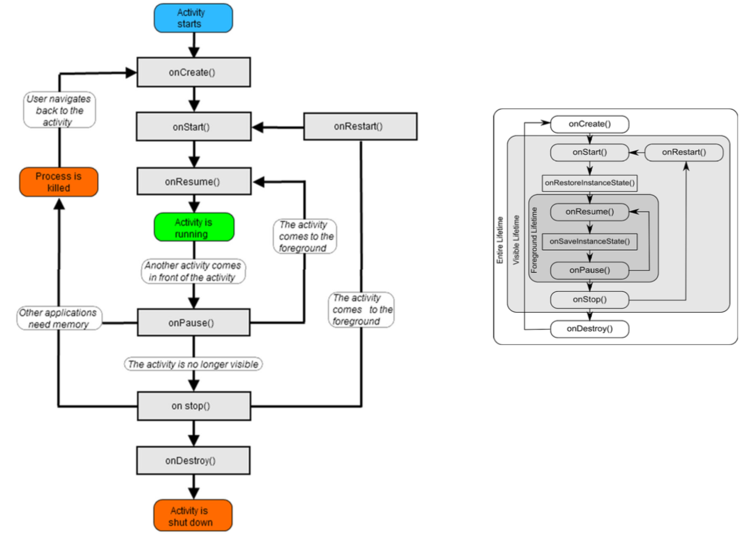 Activity
starts
onCreate()
User navigates
back to the
activity
onStart()
onRestart()
Process is
killed
onResume()
Activity is
running
The activity
comes to the
foreground
Another activity comes
in front of the activity
Other applications
need memory
onPause()
The activity
comes to the
foreground
The activity is no longer visible
on stop()
onDestroy()
Activity is
shut down
Entire Lifetime
Visible Lifetime
Foreground Lifetime
onCreate()
onStart()
onRestart()
onRestoreInstanceState()
onResume()
onSaveInstanceState()
onPause()
onStop()
onDestroy()